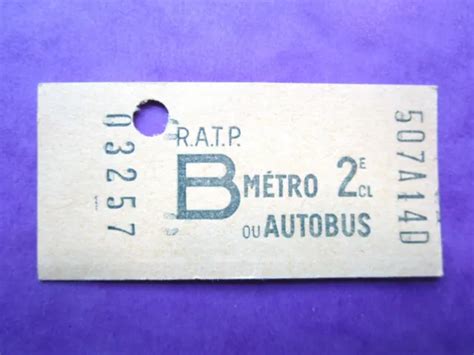 03257
R.A.T.P.
B MÉTRO 2E CL
OU AUTOBUS
507A14D